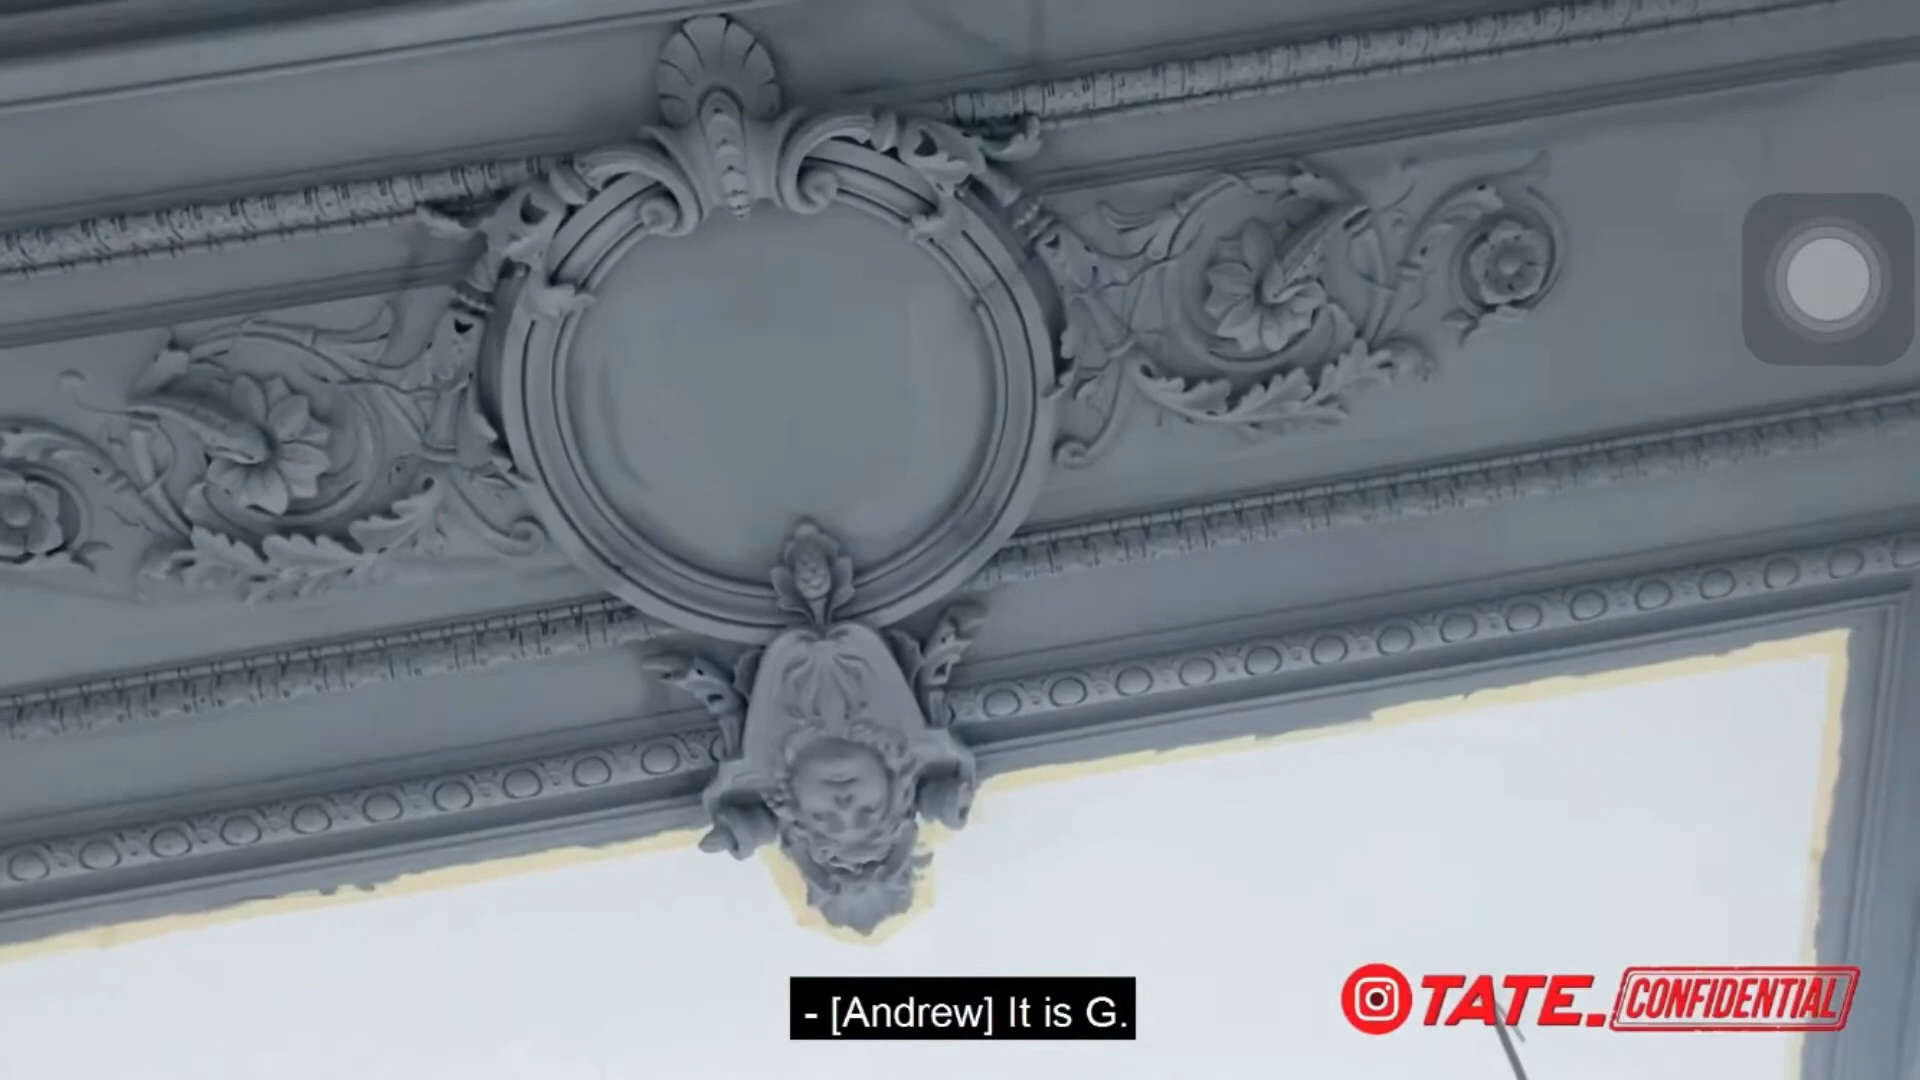 - [Andrew] It is G.
TATE.CONFIDENTIAL